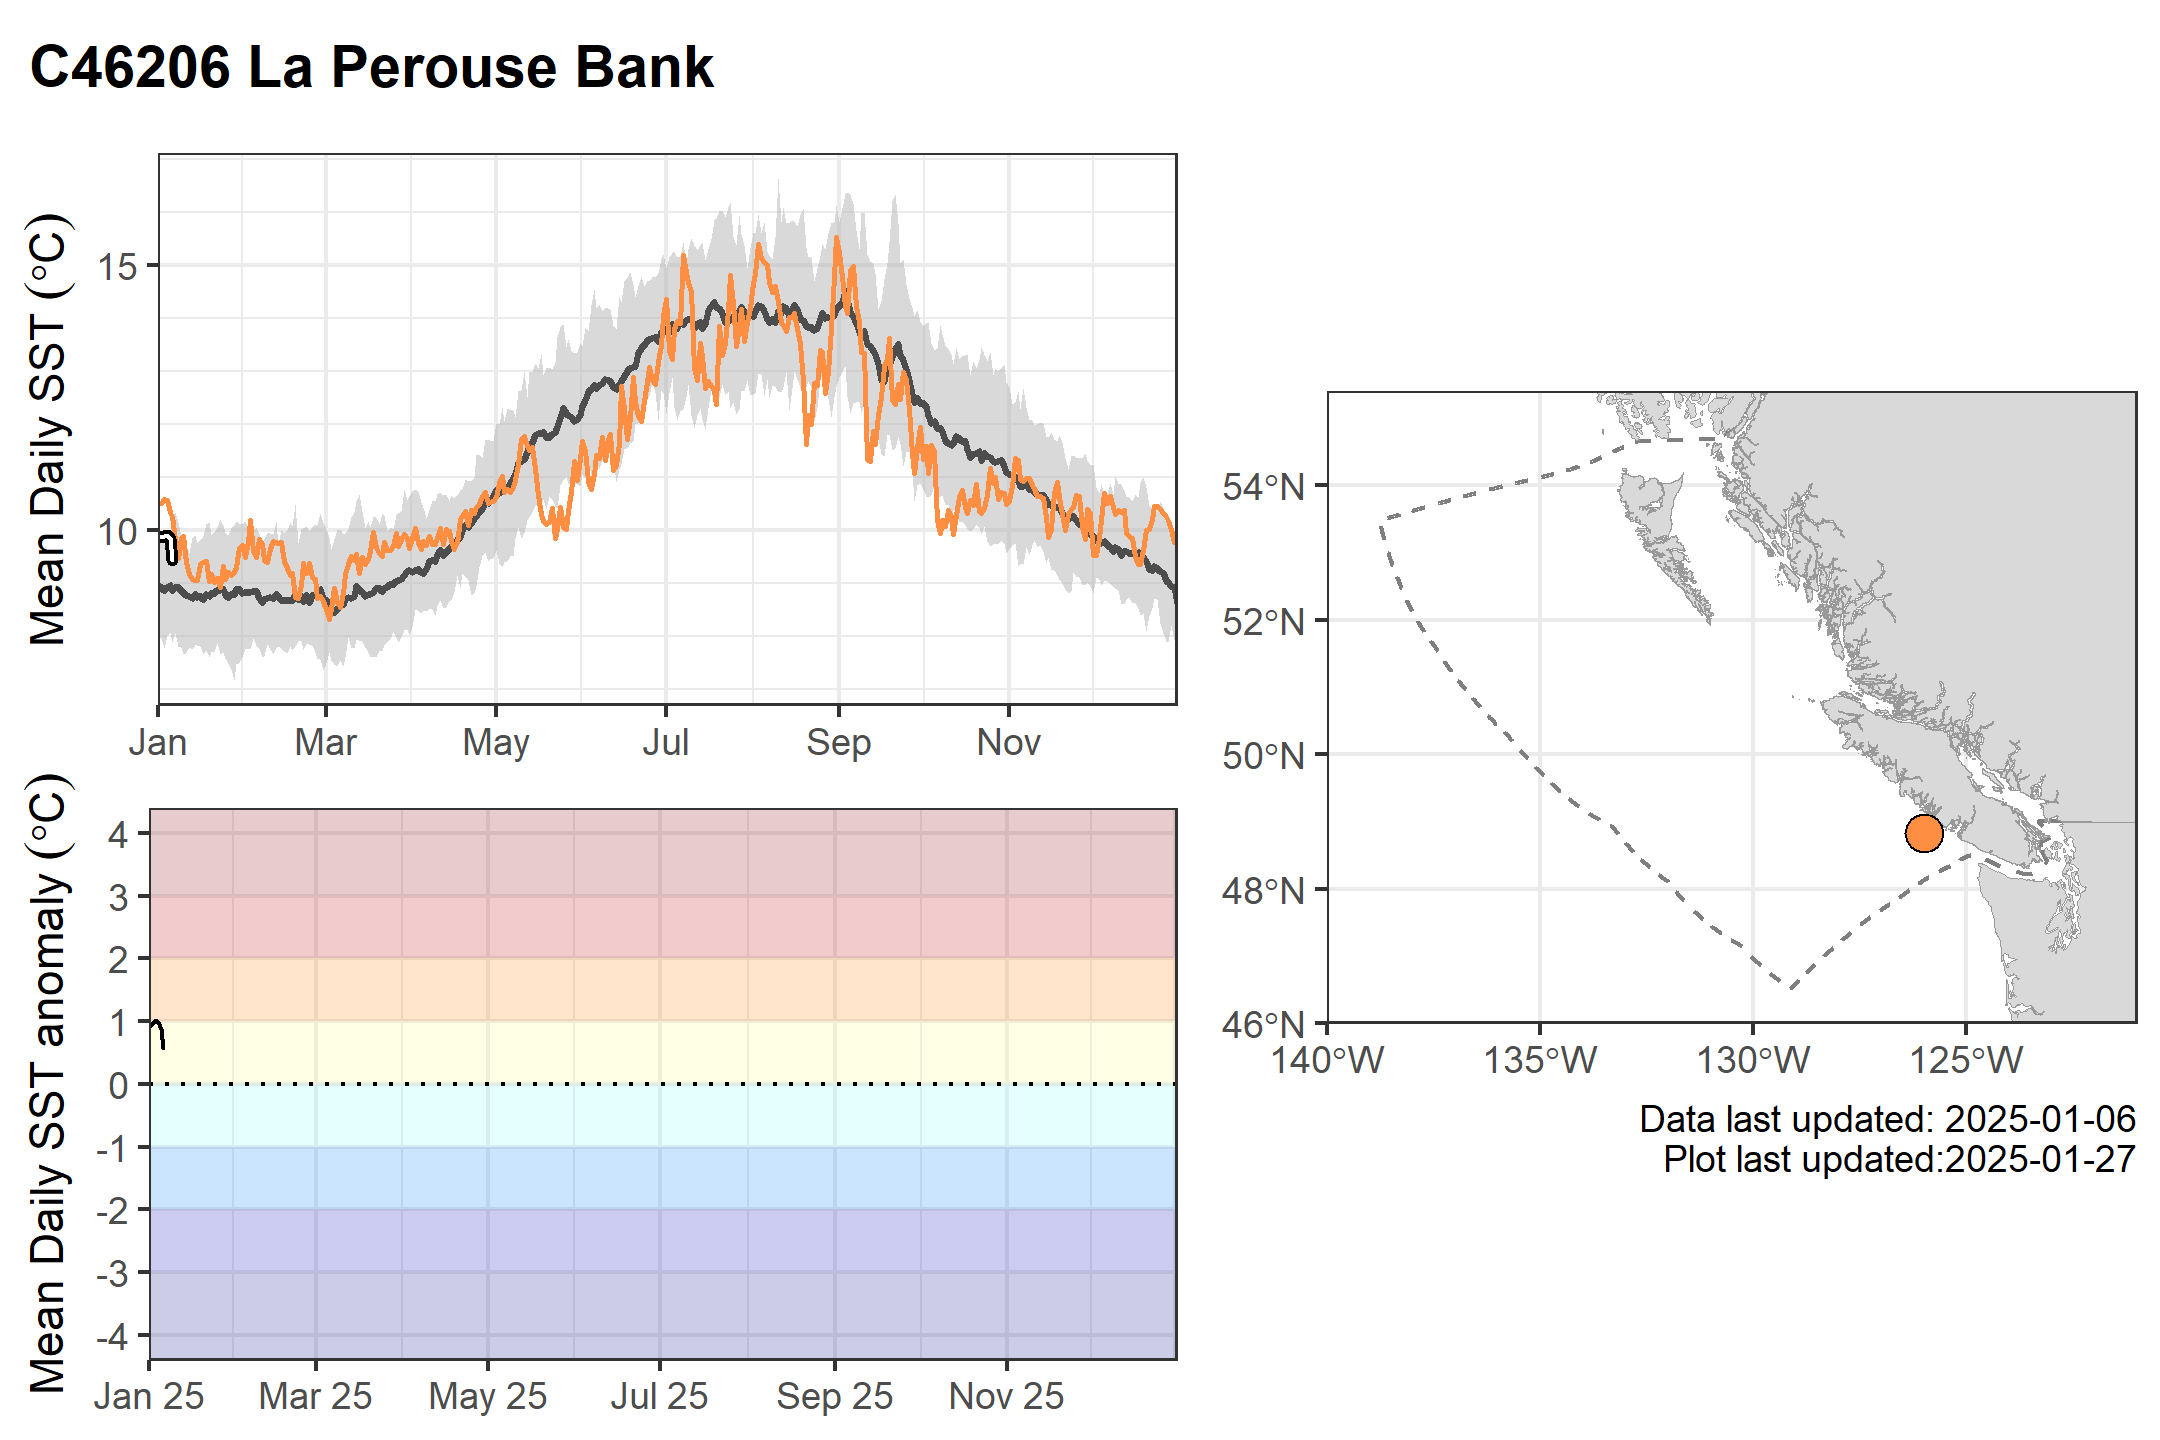 C46206 La Perouse Bank
Mean Daily SST (°C)
15
10
Jan Mar May Jul Sep Nov
Mean Daily SST anomaly (°C)
4
3
2
1
0
-1
-2
-3
-4
Jan 25 Mar 25 May 25 Jul 25 Sep 25 Nov 25
54°N
52°N
50°N
48°N
46°N
140°W 135°W 130°W 125°W
Data last updated: 2025-01-06
Plot last updated:2025-01-27